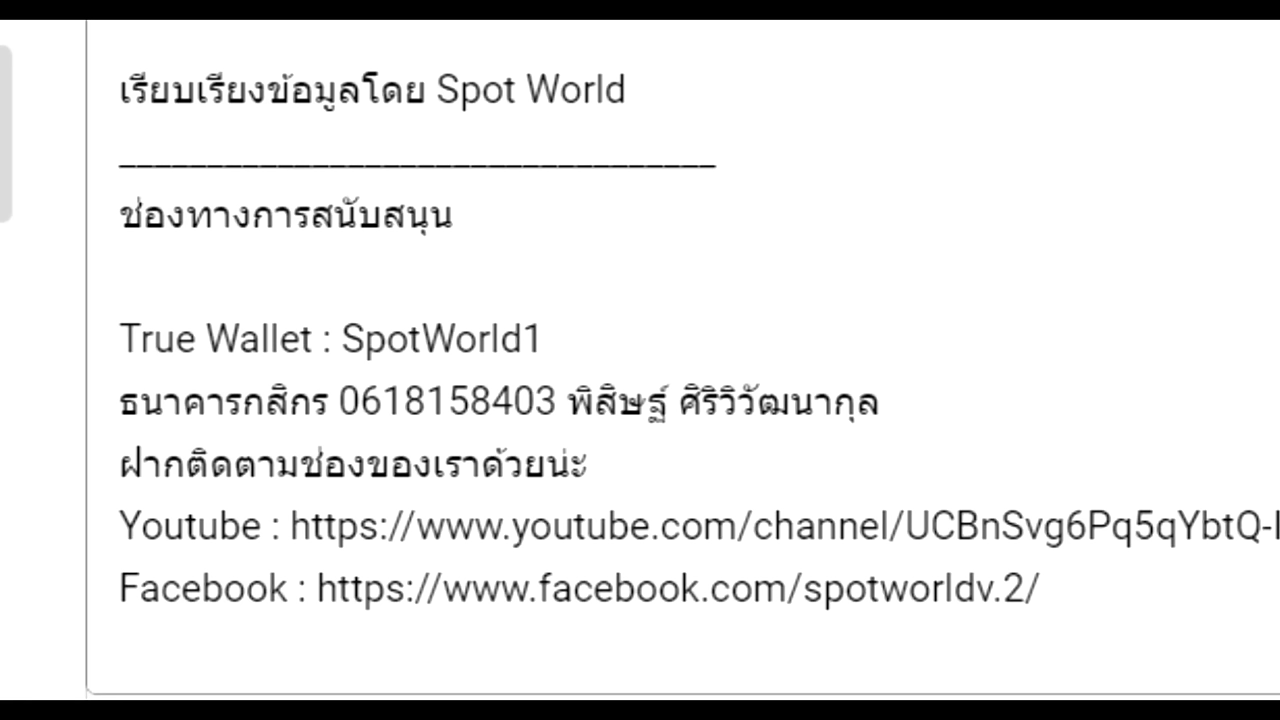 เรียบเรียงข้อมูลโดย Spot World
__________________________________
ช่องทางการสนับสนุน
True Wallet : SpotWorld1
ธนาคารกสิกร 0618158403 พิสิษฐ์ ศิริวิวัฒนากุล
ฝากติดตามช่องของเราด้วยน่ะ
Youtube : https://www.youtube.com/channel/UCBnSvg6Pq5qYbtQ-
Facebook : https://www.facebook.com/spotworldv.2/